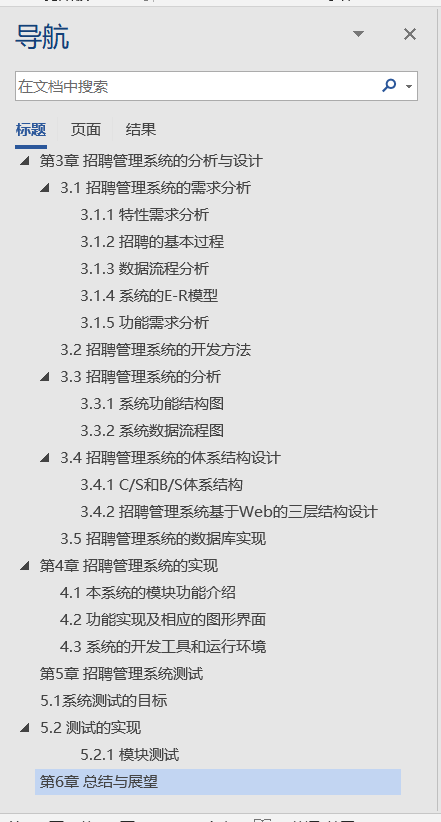 导航
在文档中搜索
标题 页面 结果
第3章 招聘管理系统的分析与设计
3.1 招聘管理系统的需求分析
3.1.1 特性需求分析
3.1.2 招聘的基本过程
3.1.3 数据流程分析
3.1.4 系统的E-R模型
3.1.5 功能需求分析
3.2 招聘管理系统的开发方法
3.3 招聘管理系统的分析
3.3.1 系统功能结构图
3.3.2 系统数据流程图
3.4 招聘管理系统的体系结构设计
3.4.1 C/S和B/S体系结构
3.4.2 招聘管理系统基于Web的三层结构设计
3.5 招聘管理系统的数据库实现
第4章 招聘管理系统的实现
4.1 本系统的模块功能介绍
4.2 功能实现及相应的图形界面
4.3 系统的开发工具和运行环境
第5章 招聘管理系统测试
5.1系统测试的目标
5.2 测试的实现
5.2.1 模块测试
第6章 总结与展望